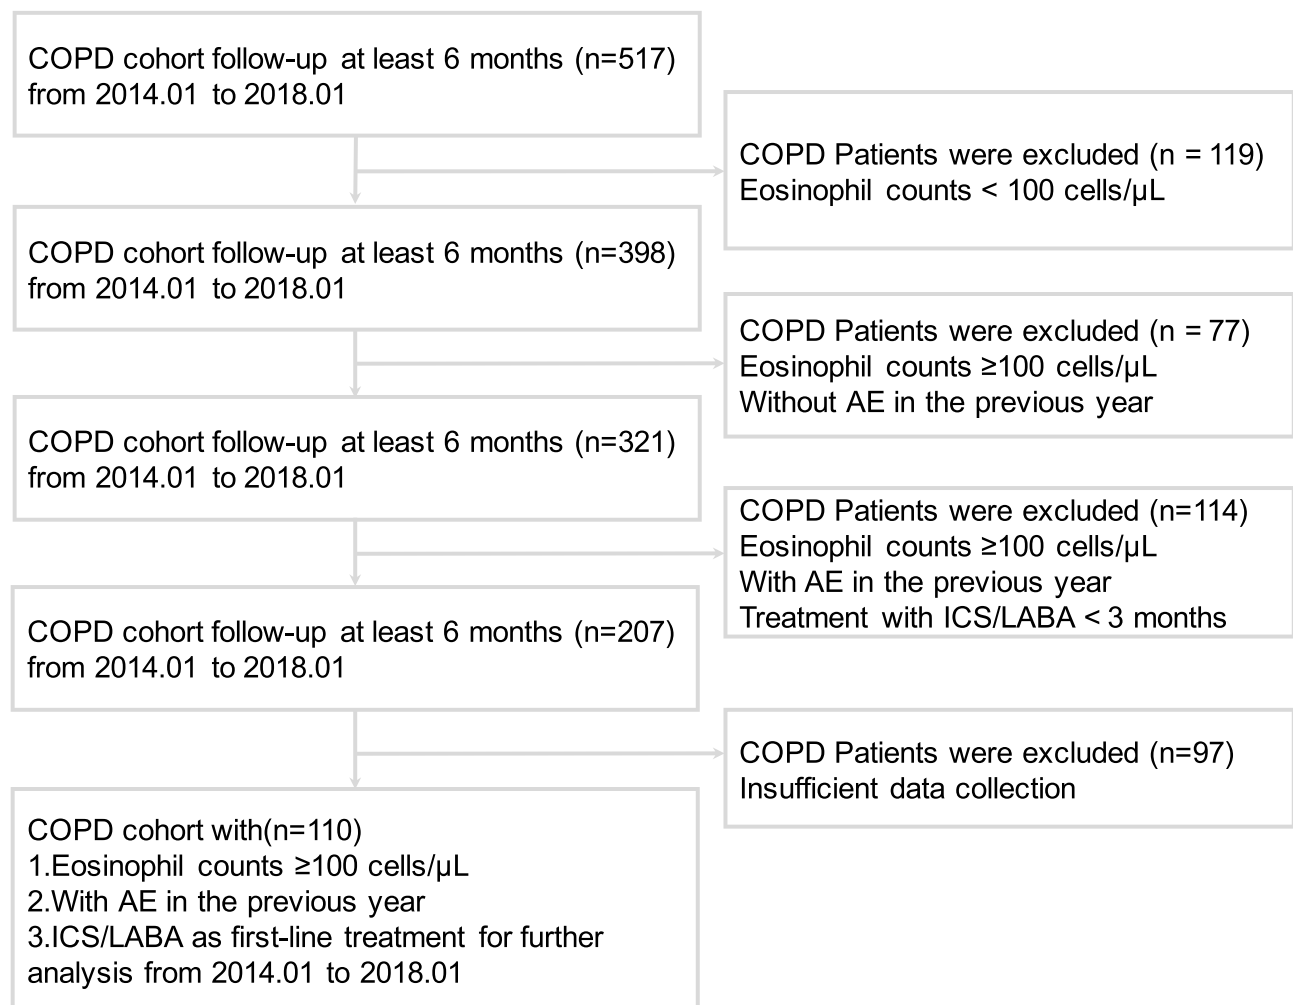 COPD cohort follow-up at least 6 months (n=517)
from 2014.01 to 2018.01
COPD Patients were excluded (n = 119)
Eosinophil counts < 100 cells/µL
COPD cohort follow-up at least 6 months (n=398)
from 2014.01 to 2018.01
COPD Patients were excluded (n = 77)
Eosinophil counts ≥100 cells/µL
Without AE in the previous year
COPD cohort follow-up at least 6 months (n=321)
from 2014.01 to 2018.01
COPD Patients were excluded (n=114)
Eosinophil counts ≥100 cells/µL
With AE in the previous year
Treatment with ICS/LABA < 3 months
COPD cohort follow-up at least 6 months (n=207)
from 2014.01 to 2018.01
COPD Patients were excluded (n=97)
Insufficient data collection
COPD cohort with(n=110)
1.Eosinophil counts ≥100 cells/µL
2.With AE in the previous year
3.ICS/LABA as first-line treatment for further
analysis from 2014.01 to 2018.01